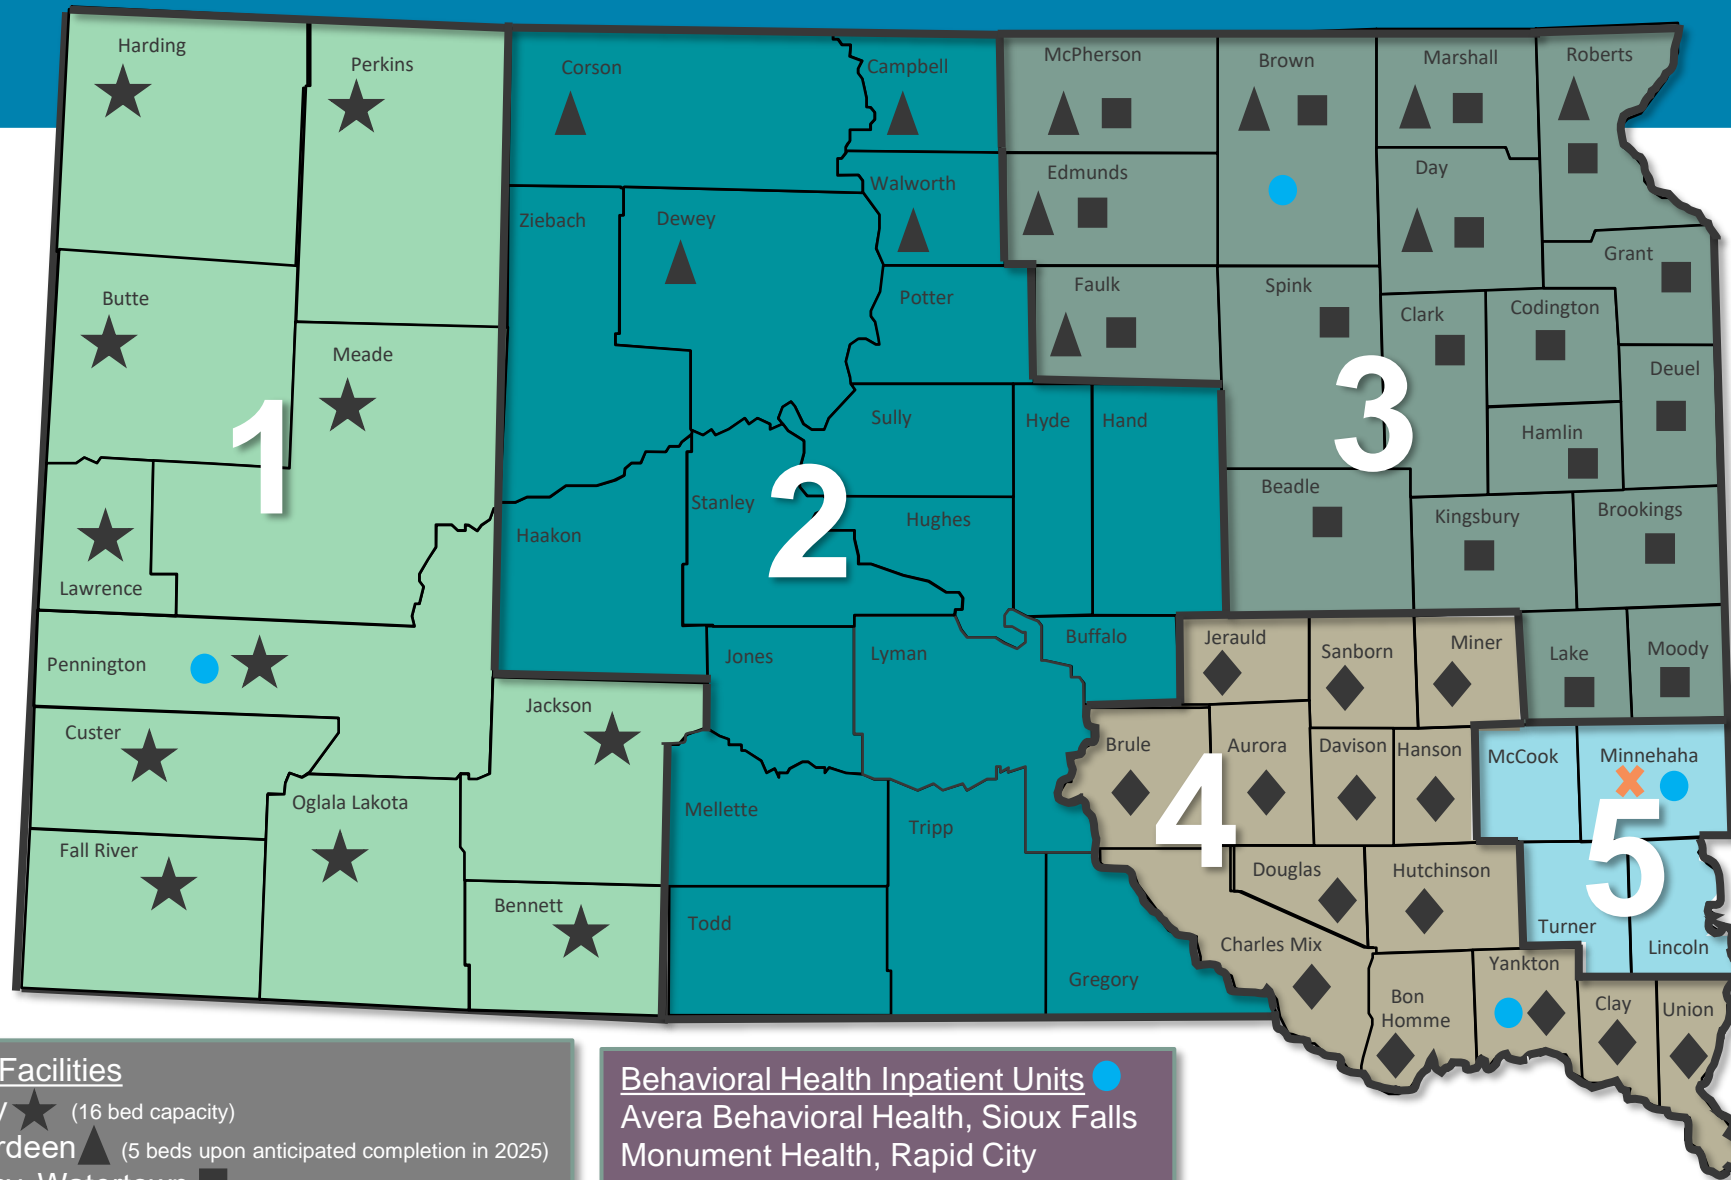 Harding
Perkins
Corson
Campbell
McPherson
Brown
Marshall
Roberts
Ziebach
Dewey
Walworth
Edmunds
Day
Butte
Meade
Potter
Faulk
Spink
Clark
Codington
Grant
Deuel
1
2
3
Sully
Hyde
Hand
Hamlin
Lawrence
Haakon
Stanley
Hughes
Beadle
Kingsbury
Brookings
Pennington
Jackson
Jones
Lyman
Buffalo
Jerauld
Sanborn
Miner
Lake
Moody
Custer
Oglala Lakota
Fall River
Bennett
Mellette
Tripp
Todd
Gregory
Brule
Aurora
Davison
Hanson
McCook
Minnehaha
4
5
Douglas
Hutchinson
Turner
Lincoln
Charles Mix
Bon
Homme
Yankton
Clay
Union
Facilities
(16 bed capacity)
(5 beds upon anticipated completion in 2025)
Behavioral Health Inpatient Units
Avera Behavioral Health, Sioux Falls
Monument Health, Rapid City